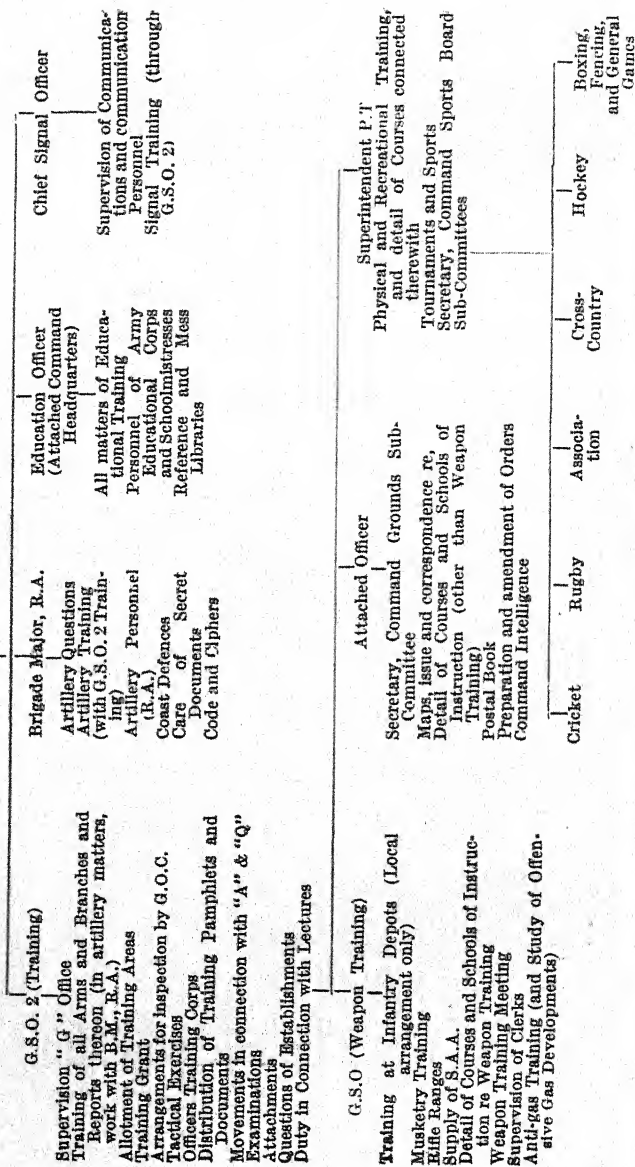 G.S.O. 2 (Training)
Supervision " G " Office
Training of all Arms and Branches and
Reports thereon (in artillery matters,
work with B.M., R.A.)
Allotment of Training Areas
Training Grant
Arrangements for inspection by G.O.C.
Tactical Exercises
Officers Training Corps
Distribution of Training Pamphlets and
Documents
Movements in connection with "A" & "Q"
Examinations
Attachments
Questions of Establishments
Duty in Connection with Lectures
Brigade Major, R.A.
Artillery Questions
Artillery Training
(with G.S.O. 2 Train-
ing)
Artillery Personnel
(R.A.)
Coast Defences
Care of Secret
Documents
Code and Ciphers
Education Officer
(Attached Command
Headquarters)
All matters of Educa-
tional Training
Personnel of Army
Educational Corps
and Schoolmistresses
Reference and Mess
Libraries
Chief Signal Officer
Supervision of Communica-
tions and communication
Personnel
Signal Training (through
G.S.O. 2)
G.S.O (Weapon Training)
Training at Infantry Depots (Local
arrangement only)
Musketry Training
Rifle Ranges
Supply of S.A.A.
Detail of Courses and Schools of Instruc-
tion re Weapon Training
Weapon Training Meeting
Supervision of Clerks
Anti-gas Training (and Study of Offen-
sive Gas Developments)
Attached Officer
Secretary, Command Grounds Sub-
Committee
Maps, Issue and correspondence re,
Detail of Courses and Schools of
Instruction (other than Weapon
Training)
Postal Book
Preparation and amendment of Orders
Command Intelligence
Superintendent P.T
Physical and Recreational Training,
and detail of Courses connected
therewith
Tournaments and Sports
Secretary, Command Sports Board
Sub-Committees
Cricket
Rugby
Associa-
tion
Cross-
Country
Hockey
Boxing,
Fencing,
and General
Games